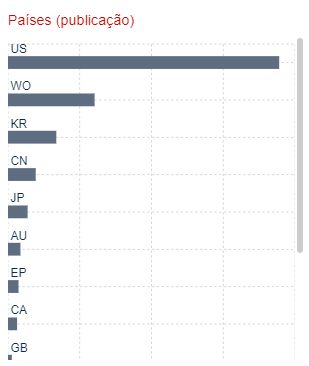 Países (publicação)
US
WO
KR
CN
JP
AU
EP
CA
GB